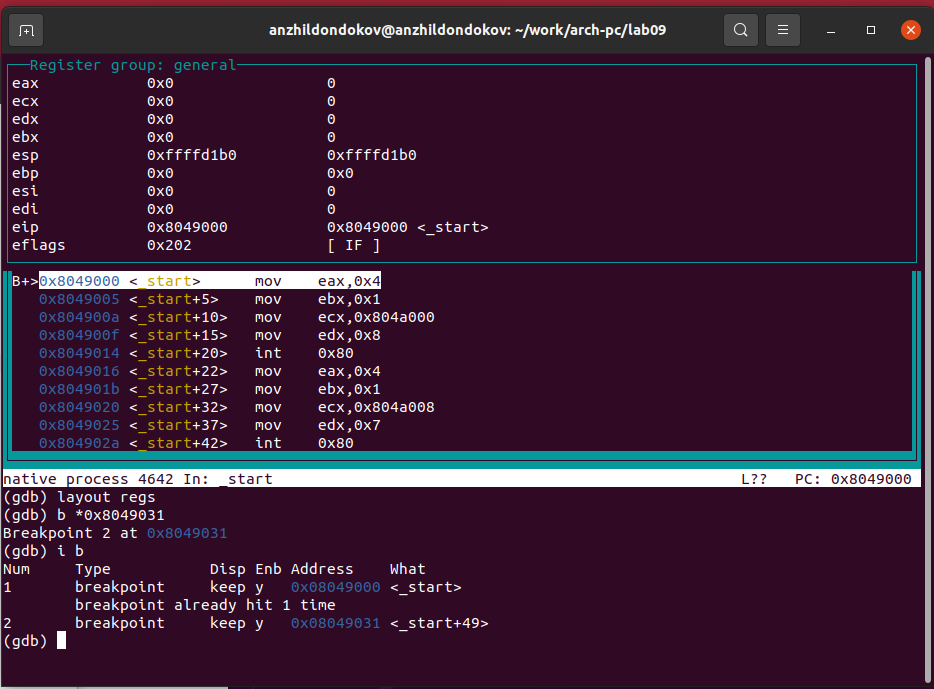 anzhildondokov@anzhildondokov: ~/work/arch-pc/lab09
Register group: general
eax 0x0 0
ecx 0x0 0
edx 0x0 0
ebx 0x0 0
esp 0xffffd1b0 0xffffd1b0
ebp 0x0 0x0
esi 0x0 0
edi 0x0 0
eip 0x8049000 0x8049000 <_start>
eflags 0x202 [ IF ]
B+>0x8049000 <_start> mov eax,0x4
0x8049005 <_start+5> mov ebx,0x1
0x804900a <_start+10> mov ecx,0x804a000
0x804900f <_start+15> mov edx,0x8
0x8049014 <_start+20> int 0x80
0x8049016 <_start+22> mov eax,0x4
0x804901b <_start+27> mov ebx,0x1
0x8049020 <_start+32> mov ecx,0x804a008
0x8049025 <_start+37> mov edx,0x7
0x804902a <_start+42> int 0x80
native process 4642 In: _start L?? PC: 0x8049000
(gdb) layout regs
(gdb) b *0x8049031
Breakpoint 2 at 0x8049031
(gdb) i b
Num Type Disp Enb Address What
1 breakpoint keep y 0x08049000 <_start>
breakpoint already hit 1 time
2 breakpoint keep y 0x08049031 <_start+49>
(gdb)